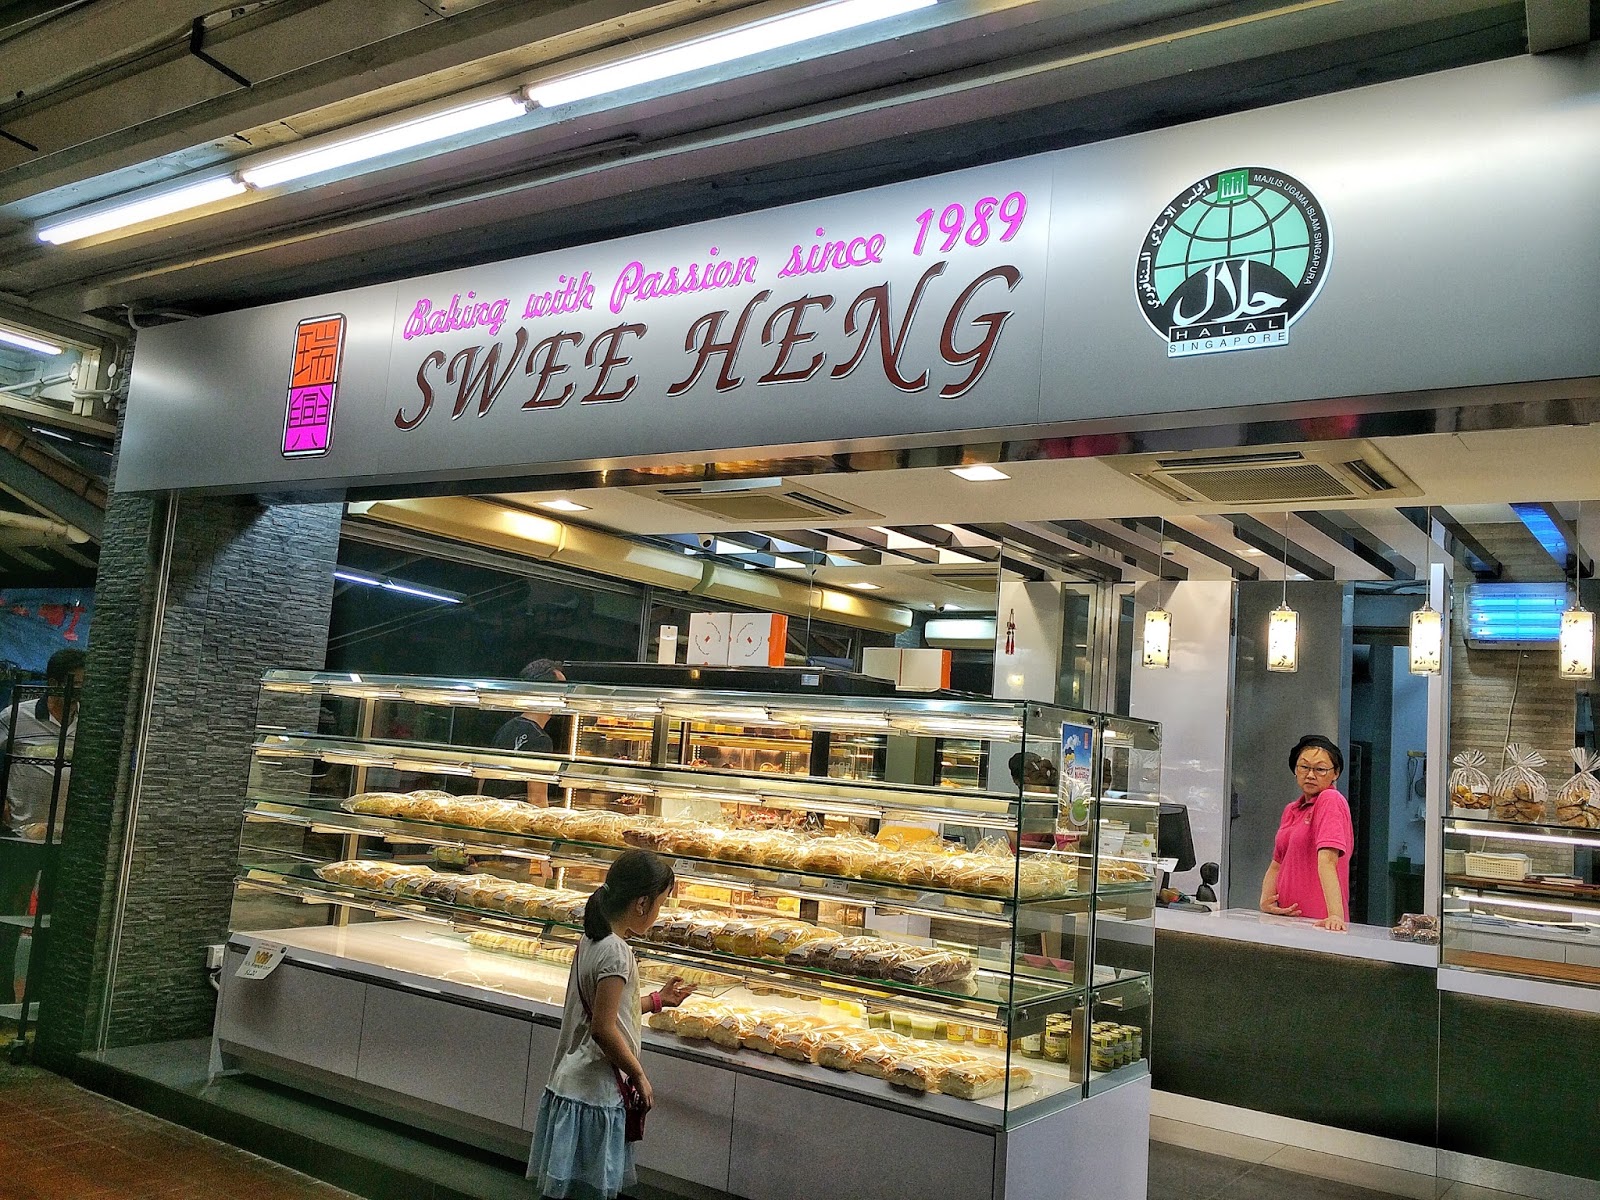 瑞興
Baking with Passion since 1989
SWEE HENG
MAJLIS UGAMA ISLAM SINGAPURA
حلال
HALAL
SINGAPORE